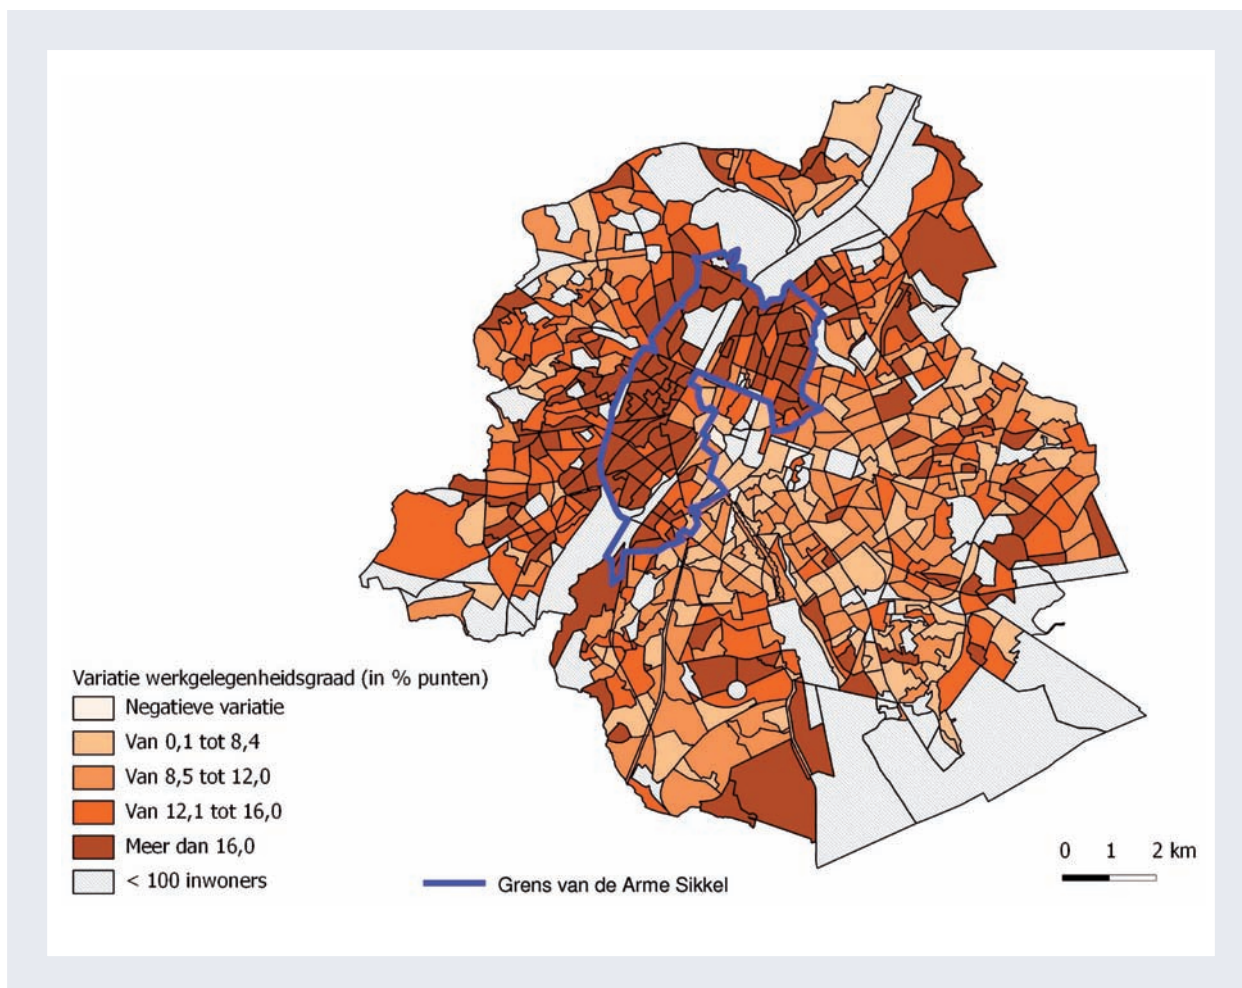 Variatie werkgelegenheidsgraad (in % punten)
Negatieve variatie
Van 0,1 tot 8,4
Van 8,5 tot 12,0
Van 12,1 tot 16,0
Meer dan 16,0
< 100 inwoners
Grens van de Arme Sikkel
0 1 2 km